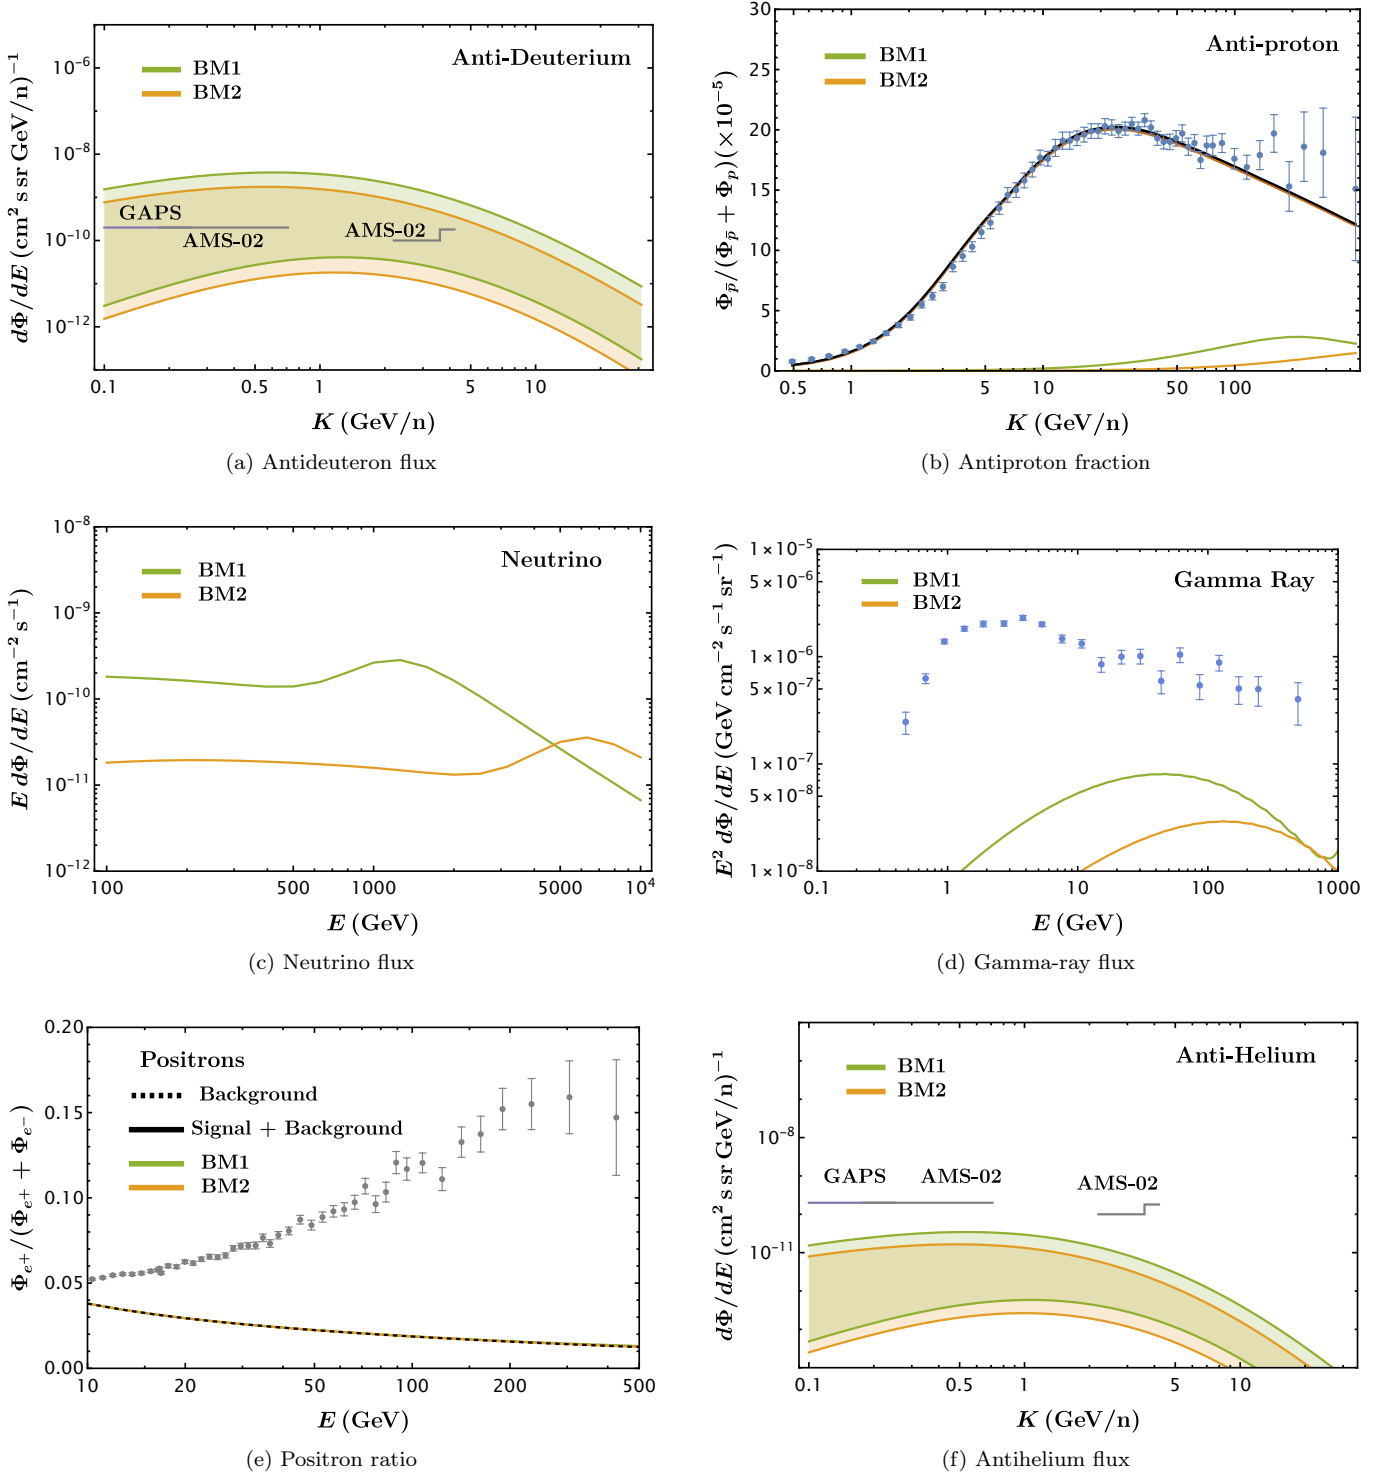 Anti-Deuterium
BM1
BM2
GAPS
AMS-02
AMS-02
10⁻⁶
10⁻⁸
10⁻¹⁰
10⁻¹²
dΦ/dE (cm² s sr GeV/n)⁻¹
0.1 0.5 1 5 10
K (GeV/n)
(a) Antideuteron flux
Anti-proton
BM1
BM2
30
25
20
15
10
5
0
Φp̄/(Φp̄ + Φp)(×10⁻⁵)
0.5 1 5 10 50 100
K (GeV/n)
(b) Antiproton fraction
Neutrino
BM1
BM2
10⁻⁸
10⁻⁹
10⁻¹⁰
10⁻¹¹
10⁻¹²
E dΦ/dE (cm⁻² s⁻¹)
100 500 1000 5000 10⁴
E (GeV)
(c) Neutrino flux
Gamma Ray
BM1
BM2
1×10⁻⁵
5×10⁻⁶
1×10⁻⁶
5×10⁻⁷
1×10⁻⁷
5×10⁻⁸
1×10⁻⁸
E² dΦ/dE (GeV cm⁻² s⁻¹ sr⁻¹)
0.1 1 10 100 1000
E (GeV)
(d) Gamma-ray flux
Positrons
Background
Signal + Background
BM1
BM2
0.20
0.15
0.10
0.05
0.00
Φe+/(Φe+ + Φe−)
10 20 50 100 200 500
E (GeV)
(e) Positron ratio
Anti-Helium
BM1
BM2
GAPS
AMS-02
AMS-02
10⁻⁸
10⁻¹¹
dΦ/dE (cm² s sr GeV/n)⁻¹
0.1 0.5 1 5 10
K (GeV/n)
(f) Antihelium flux